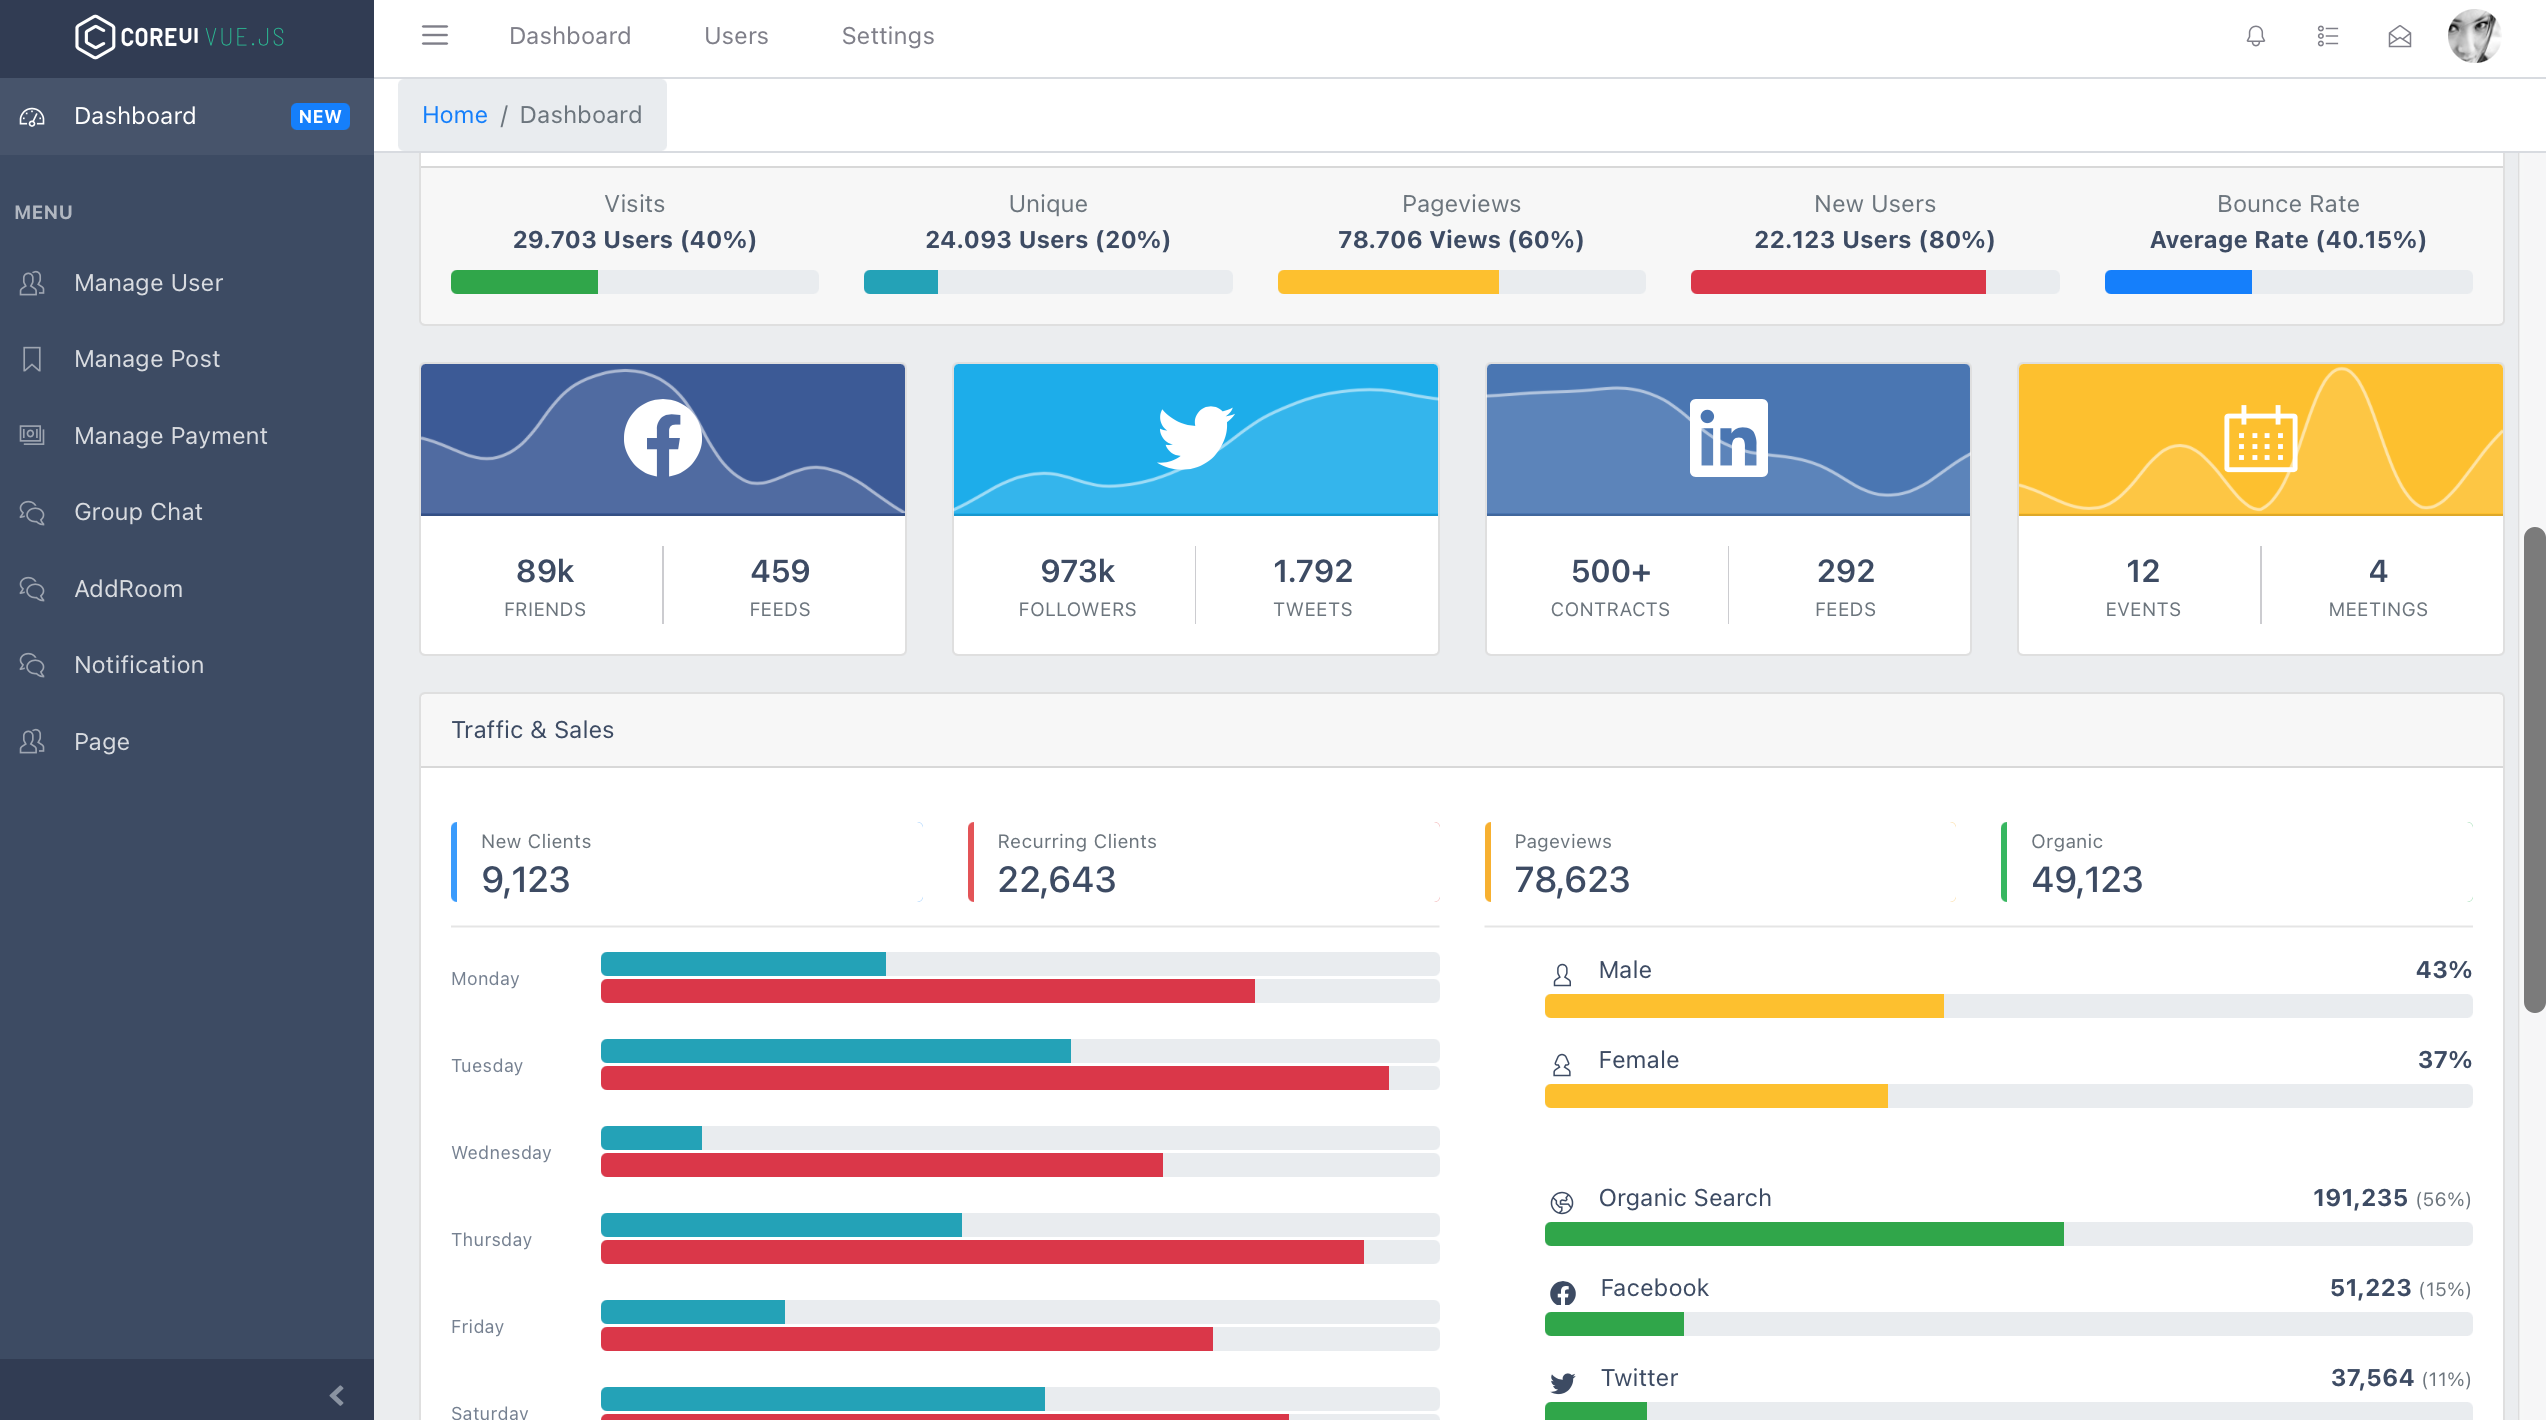 COREUI VUE.JS
Dashboard Users Settings
Dashboard NEW
Home / Dashboard
MENU
Manage User
Manage Post
Manage Payment
Group Chat
AddRoom
Notification
Page
Visits
29.703 Users (40%)
Unique
24.093 Users (20%)
Pageviews
78.706 Views (60%)
New Users
22.123 Users (80%)
Bounce Rate
Average Rate (40.15%)
in
89k
FRIENDS
459
FEEDS
973k
FOLLOWERS
1.792
TWEETS
500+
CONTRACTS
292
FEEDS
12
EVENTS
4
MEETINGS
Traffic & Sales
New Clients
9,123
Recurring Clients
22,643
Pageviews
78,623
Organic
49,123
Monday
Tuesday
Wednesday
Thursday
Friday
Saturday
Male 43%
Female 37%
Organic Search 191,235 (56%)
Facebook 51,223 (15%)
Twitter 37,564 (11%)